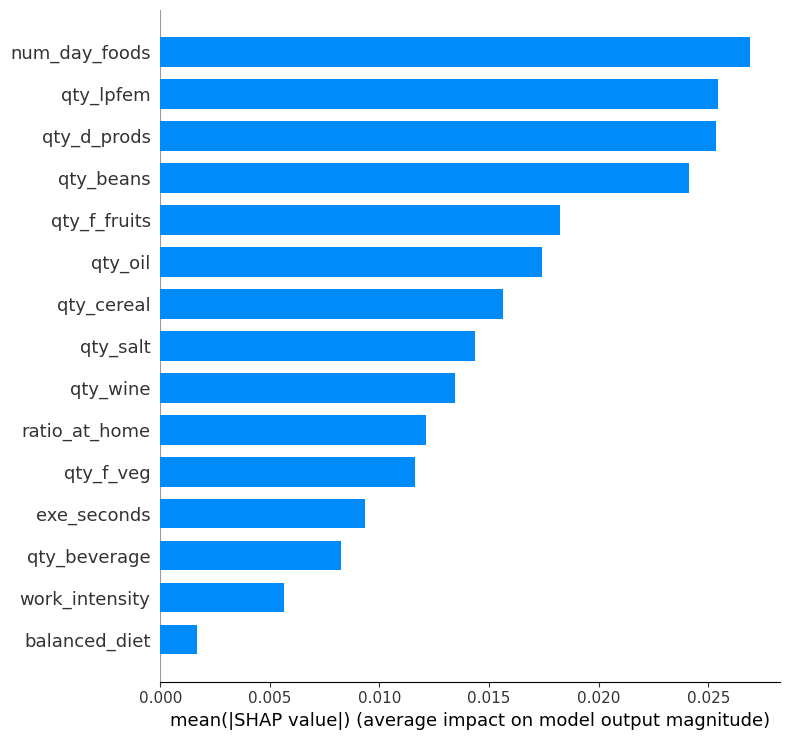 num_day_foods
qty_lpfem
qty_d_prods
qty_beans
qty_f_fruits
qty_oil
qty_cereal
qty_salt
qty_wine
ratio_at_home
qty_f_veg
exe_seconds
qty_beverage
work_intensity
balanced_diet
0.000 0.005 0.010 0.015 0.020 0.025
mean(|SHAP value|) (average impact on model output magnitude)